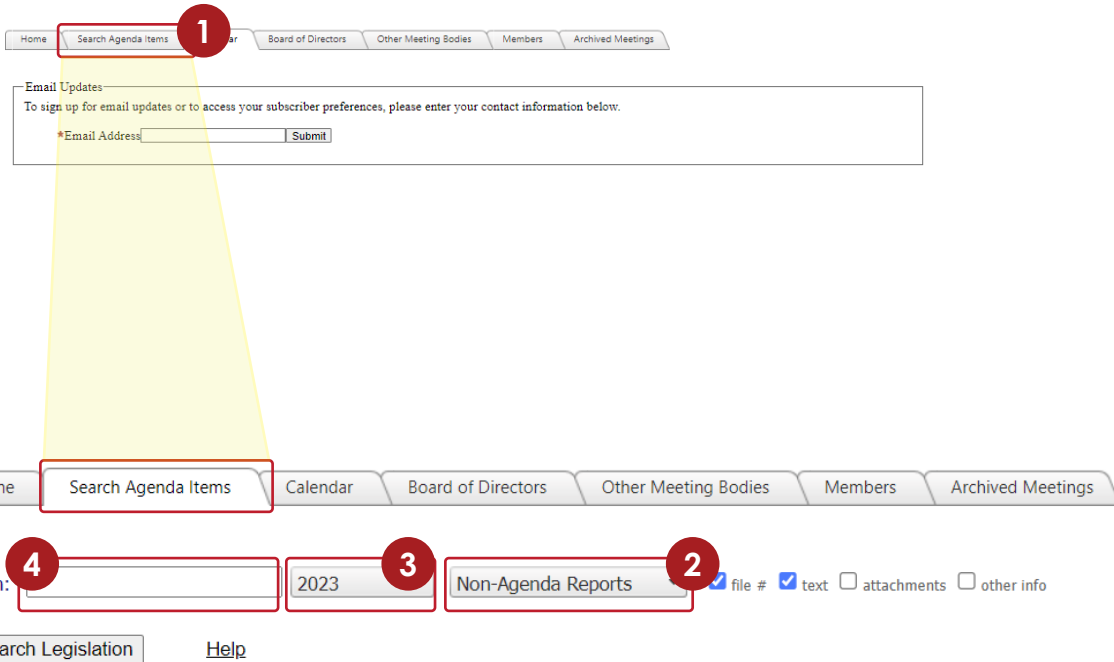 Home Search Agenda Items 1 ar Board of Directors Other Meeting Bodies Members Archived Meetings
Email Updates
To sign up for email updates or to access your subscriber preferences, please enter your contact information below.
*Email Address Submit
ne Search Agenda Items Calendar Board of Directors Other Meeting Bodies Members Archived Meetings
4 3 2
h: 2023 Non-Agenda Reports file # text attachments other info
arch Legislation Help